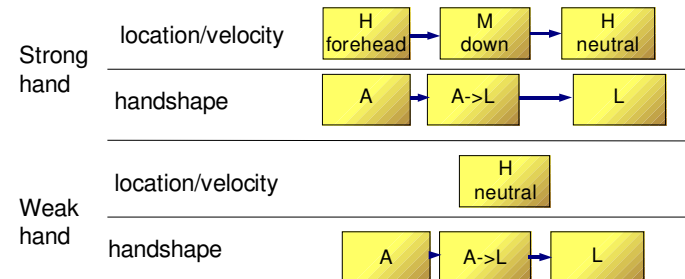 Strong
hand
location/velocity
H
forehead
M
down
H
neutral
handshape
A
A->L
L
Weak
hand
location/velocity
H
neutral
handshape
A
A->L
L